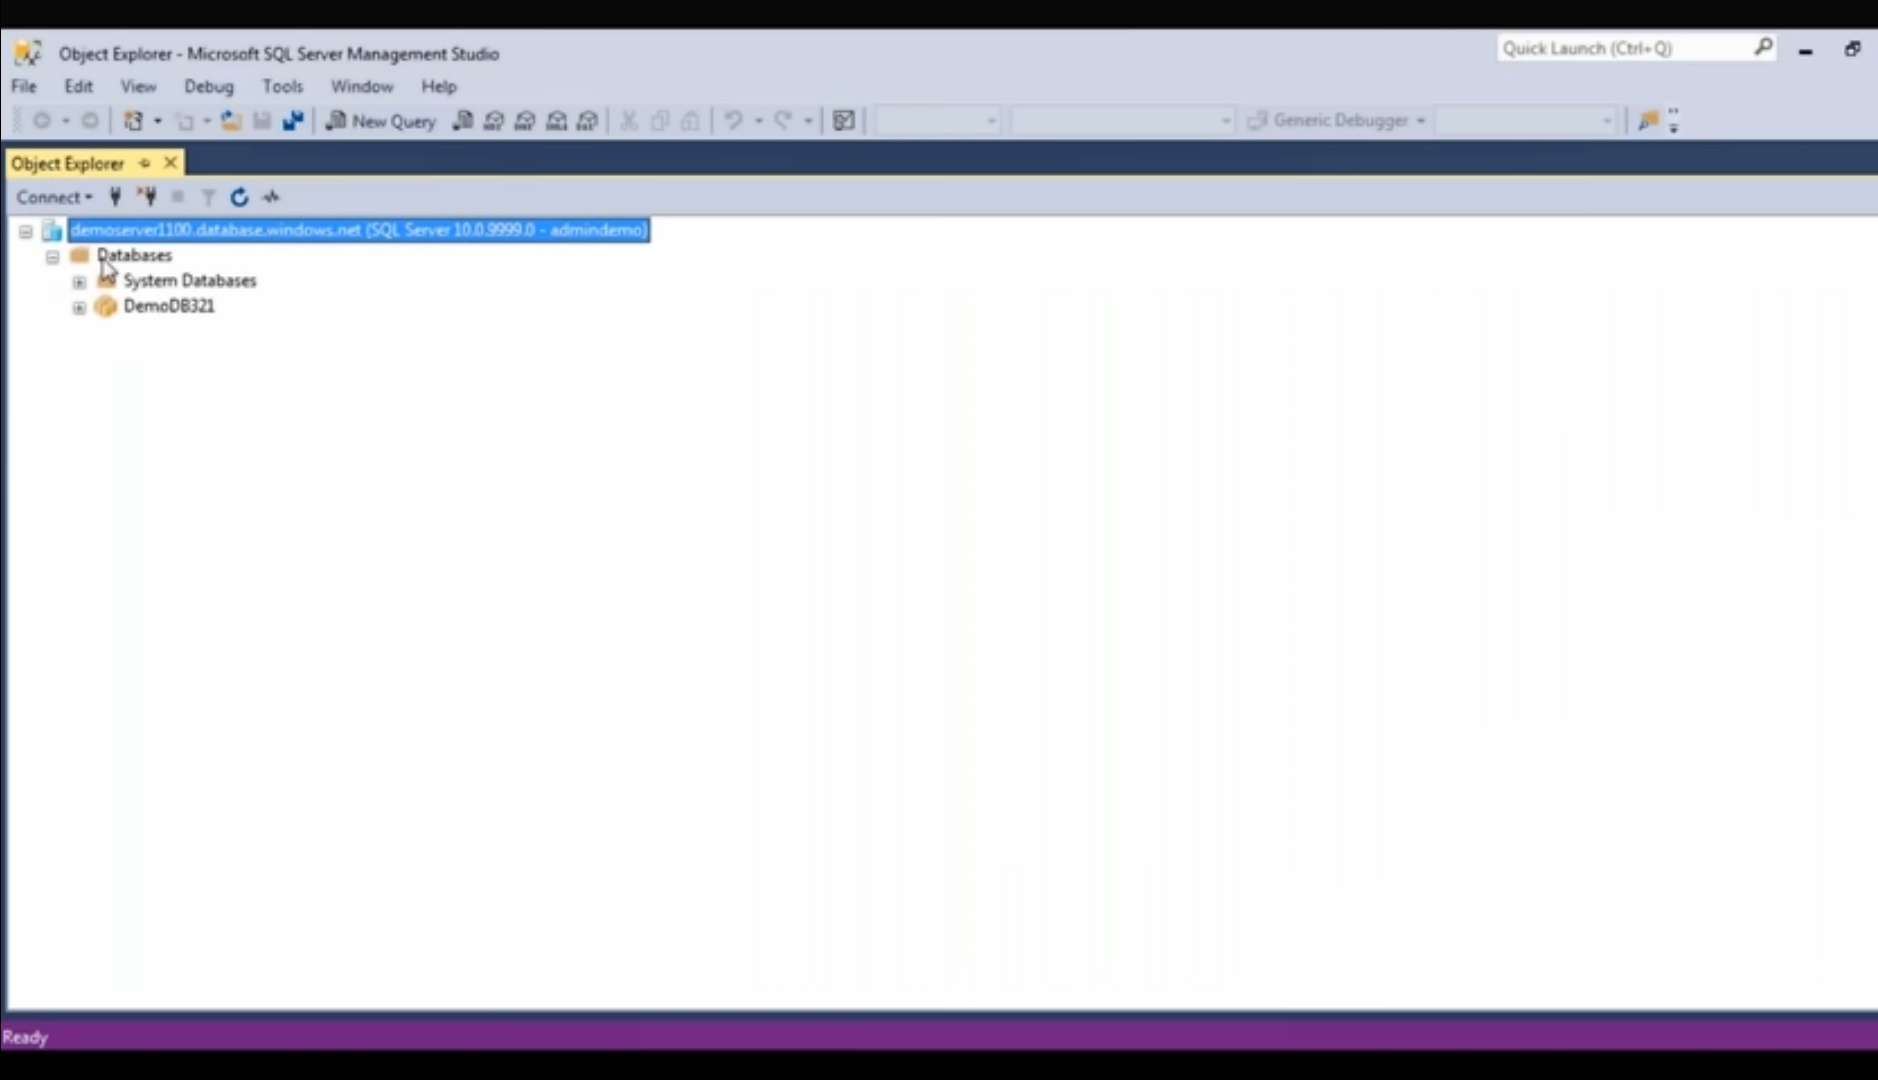 Object Explorer - Microsoft SQL Server Management Studio
Quick Launch (Ctrl+Q)
File Edit View Debug Tools Window Help
New Query
Generic Debugger
Object Explorer
Connect
demoserver1100.database.windows.net (SQL Server 10.0.9999.0 - admindemo)
Databases
System Databases
DemoDB321
Ready